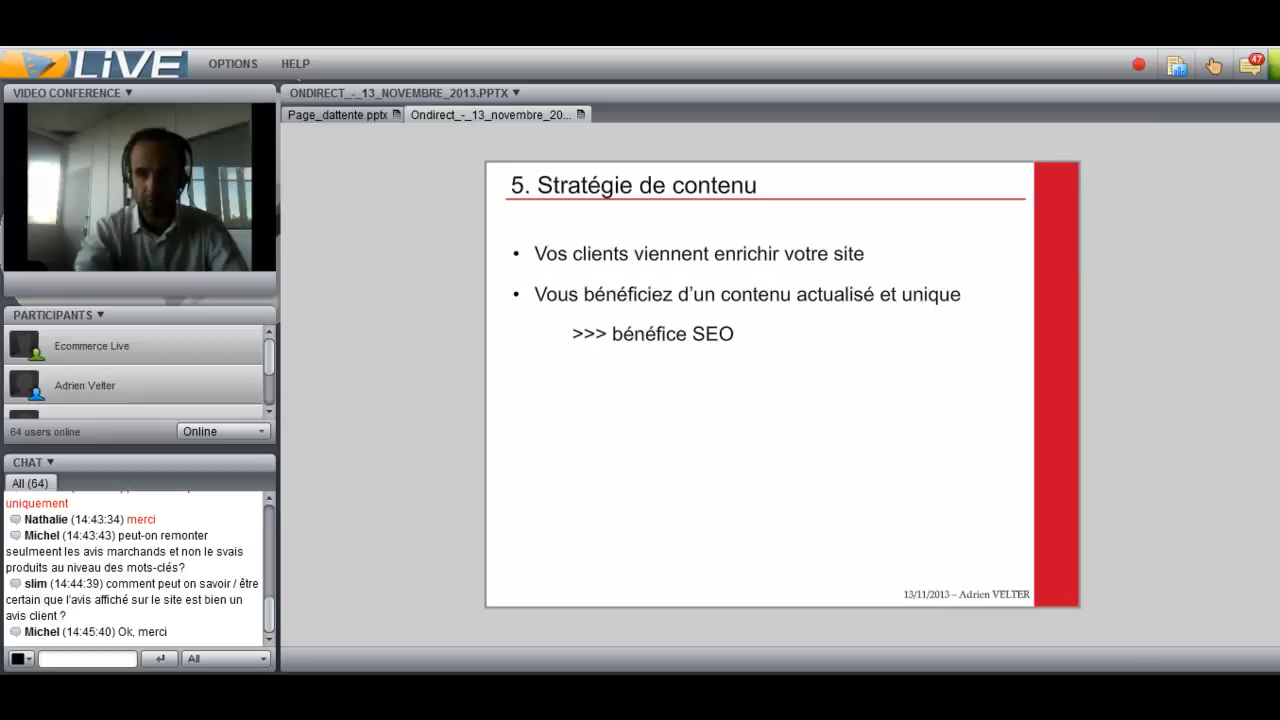 LIVE
OPTIONS
HELP
47
VIDEO CONFERENCE
ONDIRECT_-_13_NOVEMBRE_2013.PPTX
Page_dattente.pptx
Ondirect_-_13_novembre_20...
5. Stratégie de contenu
• Vos clients viennent enrichir votre site
• Vous bénéficiez d'un contenu actualisé et unique
>>> bénéfice SEO
13/11/2013 – Adrien VELTER
PARTICIPANTS
Ecommerce Live
Adrien Velter
64 users online
Online
CHAT
All (64)
uniquement
Nathalie (14:43:34) merci
Michel (14:43:43) peut-on remonter
seulmeent les avis marchands et non le svais
produits au niveau des mots-clés?
slim (14:44:39) comment peut on savoir / être
certain que l'avis affiché sur le site est bien un
avis client ?
Michel (14:45:40) Ok, merci
All